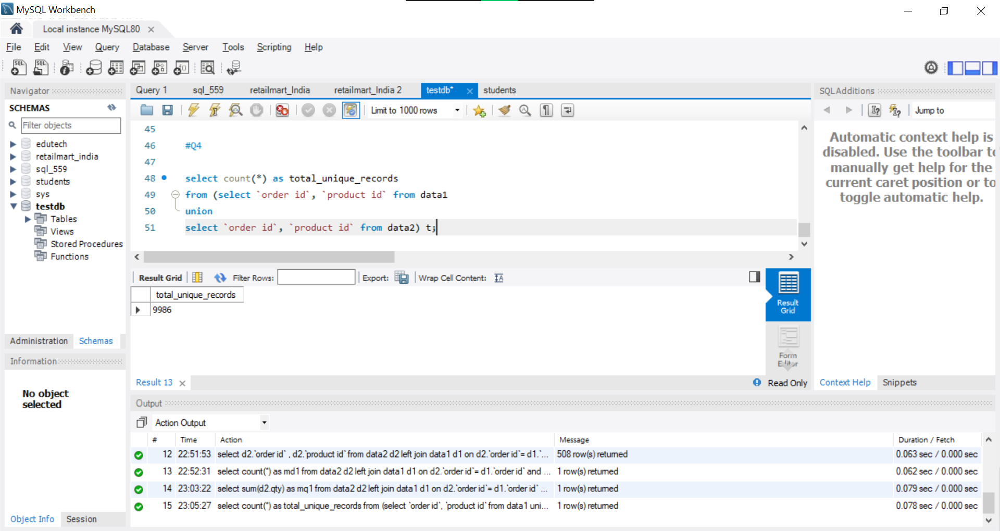 MySQL Workbench
Local instance MySQL80
File Edit View Query Database Server Tools Scripting Help
Navigator
SCHEMAS
Filter objects
edutech
retailmart_india
sql_559
students
sys
testdb
Tables
Views
Stored Procedures
Functions
Administration Schemas
Information
No object
selected
Object Info Session
Query 1 sql_559 retailmart_India retailmart_India 2 testdb* students
Limit to 1000 rows
45
46 #Q4
47
48 select count(*) as total_unique_records
49 from (select `order id`, `product id` from data1
50 union
51 select `order id`, `product id` from data2) t;
Result Grid Filter Rows: Export: Wrap Cell Content:
total_unique_records
9986
Result
Grid
Form
Editor
Result 13 Read Only
SQLAdditions
Jump to
Automatic context help is
disabled. Use the toolbar to
manually get help for the
current caret position or to
toggle automatic help.
Context Help Snippets
Output
Action Output
# Time Action Message Duration / Fetch
12 22:51:53 select d2.`order id` , d2.`product id` from data2 d2 left join data1 d1 on d2.`order id`= d1.`... 508 row(s) returned 0.063 sec / 0.000 sec
13 22:52:31 select count(*) as md1 from data2 d2 left join data1 d1 on d2.`order id`= d1.`order id` and ... 1 row(s) returned 0.062 sec / 0.000 sec
14 23:03:22 select sum(d2.qty) as mq1 from data2 d2 left join data1 d1 on d2.`order id`= d1.`order id` ... 1 row(s) returned 0.079 sec / 0.000 sec
15 23:05:27 select count(*) as total_unique_records from (select `order id`, `product id` from data1 uni... 1 row(s) returned 0.078 sec / 0.000 sec